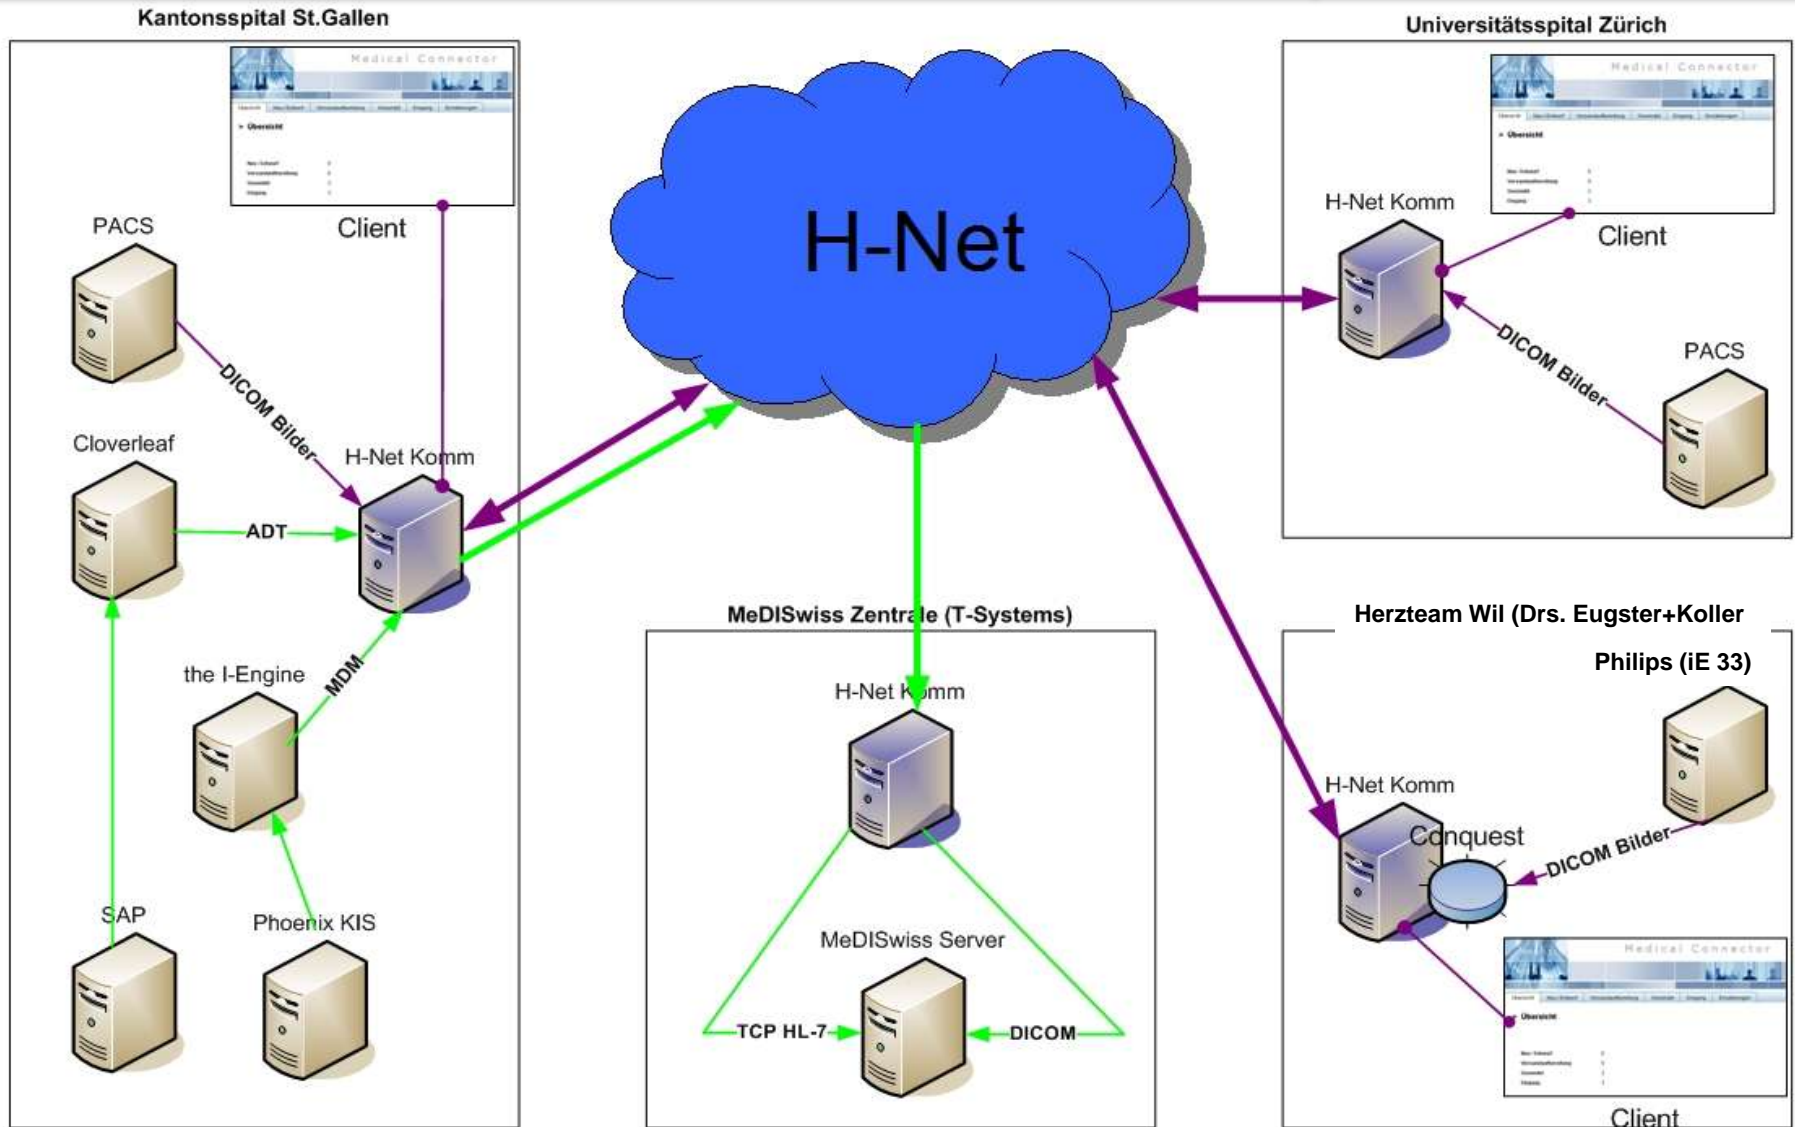 Kantonsspital St.Gallen
Medical Connector
Übersicht
Übersicht
Client
PACS
DICOM Bilder
Cloverleaf
H-Net Komm
ADT
the I-Engine
MDM
SAP
Phoenix KIS
H-Net
MeDISwiss Zentrale (T-Systems)
H-Net Komm
MeDISwiss Server
TCP HL-7
DICOM
Universitätsspital Zürich
Medical Connector
Übersicht
H-Net Komm
Client
DICOM Bilder
PACS
Herzteam Wil (Drs. Eugster+Koller
Philips (iE 33)
H-Net Komm
Conquest
DICOM Bilder
Medical Connector
Übersicht
Client